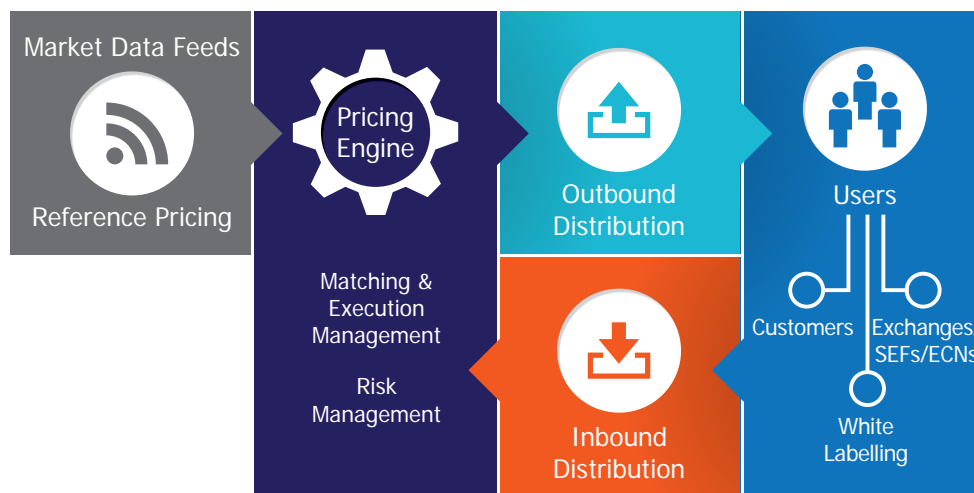 Market Data Feeds
Reference Pricing
Pricing
Engine
Matching &
Execution
Management
Risk
Management
Outbound
Distribution
Inbound
Distribution
Users
Customers
Exchanges
SEFs/ECNs
White
Labelling